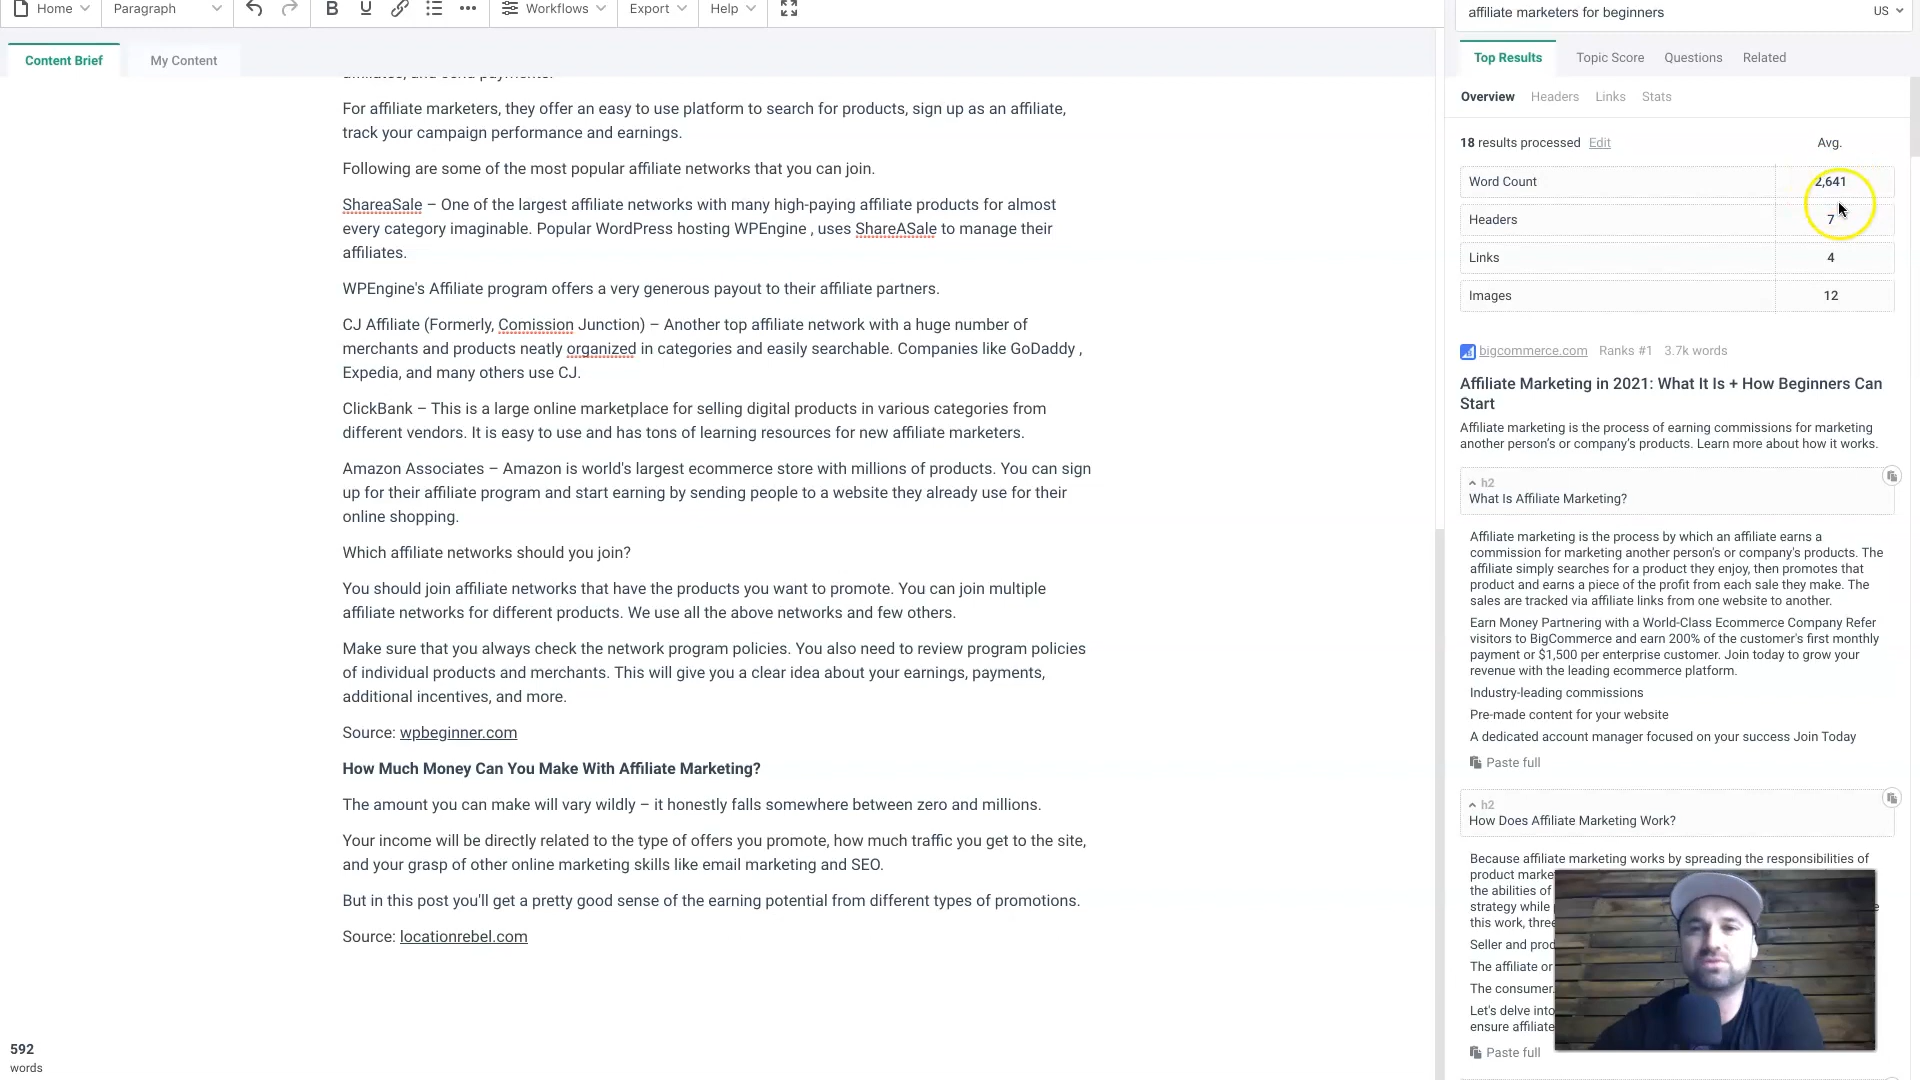 Home
Paragraph
B
U
Workflows
Export
Help
affiliate marketers for beginners
US
Content Brief
My Content
affiliates, and send payments.
For affiliate marketers, they offer an easy to use platform to search for products, sign up as an affiliate,
track your campaign performance and earnings.
Following are some of the most popular affiliate networks that you can join.
ShareaSale – One of the largest affiliate networks with many high-paying affiliate products for almost
every category imaginable. Popular WordPress hosting WPEngine , uses ShareASale to manage their
affiliates.
WPEngine's Affiliate program offers a very generous payout to their affiliate partners.
CJ Affiliate (Formerly, Comission Junction) – Another top affiliate network with a huge number of
merchants and products neatly organized in categories and easily searchable. Companies like GoDaddy ,
Expedia, and many others use CJ.
ClickBank – This is a large online marketplace for selling digital products in various categories from
different vendors. It is easy to use and has tons of learning resources for new affiliate marketers.
Amazon Associates – Amazon is world's largest ecommerce store with millions of products. You can sign
up for their affiliate program and start earning by sending people to a website they already use for their
online shopping.
Which affiliate networks should you join?
You should join affiliate networks that have the products you want to promote. You can join multiple
affiliate networks for different products. We use all the above networks and few others.
Make sure that you always check the network program policies. You also need to review program policies
of individual products and merchants. This will give you a clear idea about your earnings, payments,
additional incentives, and more.
Source: wpbeginner.com
How Much Money Can You Make With Affiliate Marketing?
The amount you can make will vary wildly – it honestly falls somewhere between zero and millions.
Your income will be directly related to the type of offers you promote, how much traffic you get to the site,
and your grasp of other online marketing skills like email marketing and SEO.
But in this post you'll get a pretty good sense of the earning potential from different types of promotions.
Source: locationrebel.com
592
words
Top Results
Topic Score
Questions
Related
Overview
Headers
Links
Stats
18 results processed Edit
Avg.
Word Count
2,641
Headers
7
Links
4
Images
12
bigcommerce.com Ranks #1 3.7k words
Affiliate Marketing in 2021: What It Is + How Beginners Can
Start
Affiliate marketing is the process of earning commissions for marketing
another person's or company's products. Learn more about how it works.
h2
What Is Affiliate Marketing?
Affiliate marketing is the process by which an affiliate earns a
commission for marketing another person's or company's products. The
affiliate simply searches for a product they enjoy, then promotes that
product and earns a piece of the profit from each sale they make. The
sales are tracked via affiliate links from one website to another.
Earn Money Partnering with a World-Class Ecommerce Company Refer
visitors to BigCommerce and earn 200% of the customer's first monthly
payment or $1,500 per enterprise customer. Join today to grow your
revenue with the leading ecommerce platform.
Industry-leading commissions
Pre-made content for your website
A dedicated account manager focused on your success Join Today
Paste full
h2
How Does Affiliate Marketing Work?
Because affiliate marketing works by spreading the responsibilities of
product marke
the abilities of
strategy while
this work, three
Seller and prod
The affiliate or
The consumer.
Let's delve into
ensure affiliate
Paste full